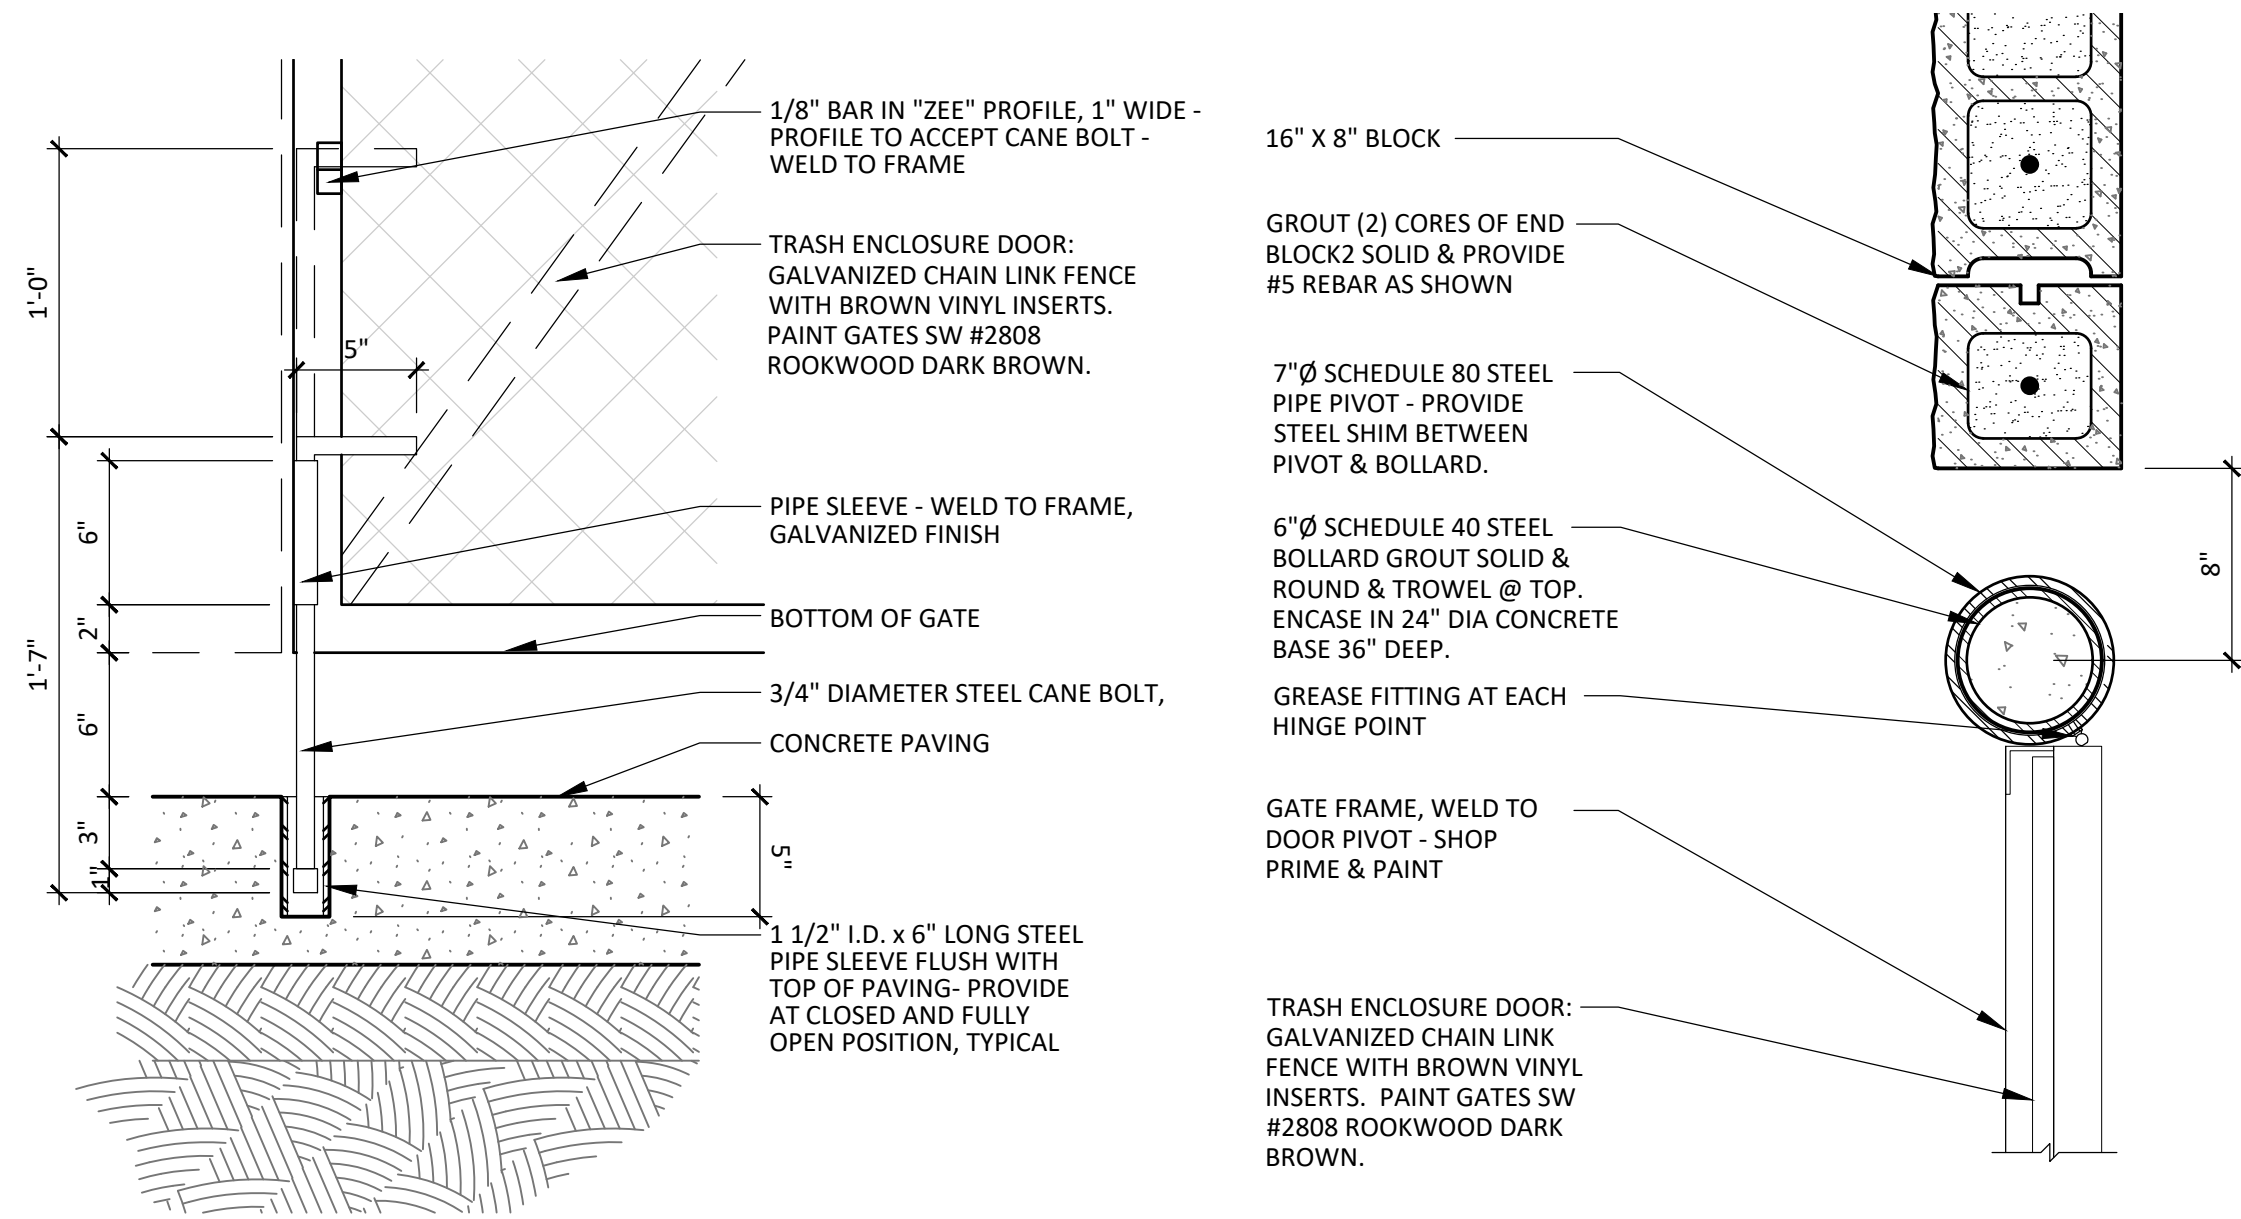 1/8" BAR IN "ZEE" PROFILE, 1" WIDE -
PROFILE TO ACCEPT CANE BOLT -
WELD TO FRAME
TRASH ENCLOSURE DOOR:
GALVANIZED CHAIN LINK FENCE
WITH BROWN VINYL INSERTS.
PAINT GATES SW #2808
ROOKWOOD DARK BROWN.
PIPE SLEEVE - WELD TO FRAME,
GALVANIZED FINISH
BOTTOM OF GATE
3/4" DIAMETER STEEL CANE BOLT,
CONCRETE PAVING
1 1/2" I.D. x 6" LONG STEEL
PIPE SLEEVE FLUSH WITH
TOP OF PAVING- PROVIDE
AT CLOSED AND FULLY
OPEN POSITION, TYPICAL
1'-0"
5"
6"
2"
1'-7"
6"
3"
1"
5"
16" X 8" BLOCK
GROUT (2) CORES OF END
BLOCK2 SOLID & PROVIDE
#5 REBAR AS SHOWN
7"Ø SCHEDULE 80 STEEL
PIPE PIVOT - PROVIDE
STEEL SHIM BETWEEN
PIVOT & BOLLARD.
6"Ø SCHEDULE 40 STEEL
BOLLARD GROUT SOLID &
ROUND & TROWEL @ TOP.
ENCASE IN 24" DIA CONCRETE
BASE 36" DEEP.
GREASE FITTING AT EACH
HINGE POINT
GATE FRAME, WELD TO
DOOR PIVOT - SHOP
PRIME & PAINT
TRASH ENCLOSURE DOOR:
GALVANIZED CHAIN LINK
FENCE WITH BROWN VINYL
INSERTS.  PAINT GATES SW
#2808 ROOKWOOD DARK
BROWN.
8"